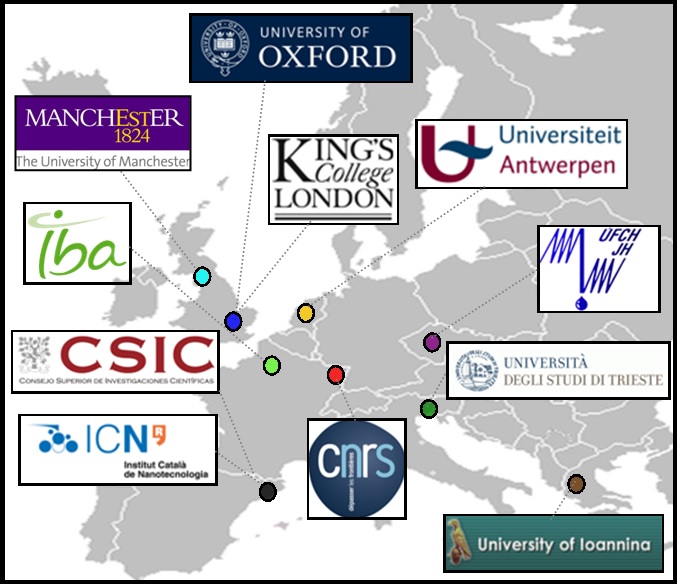 UNIVERSITY OF
OXFORD
MANCHESTER
1824
The University of Manchester
KING'S
College
LONDON
Universiteit
Antwerpen
iba
UFCH
JH
CSIC
CONSEJO SUPERIOR DE INVESTIGACIONES CIENTÍFICAS
UNIVERSITÀ
DEGLI STUDI DI TRIESTE
ICN
Institut Català
de Nanotecnologia
cnrs
dépasser les frontières
University of Ioannina